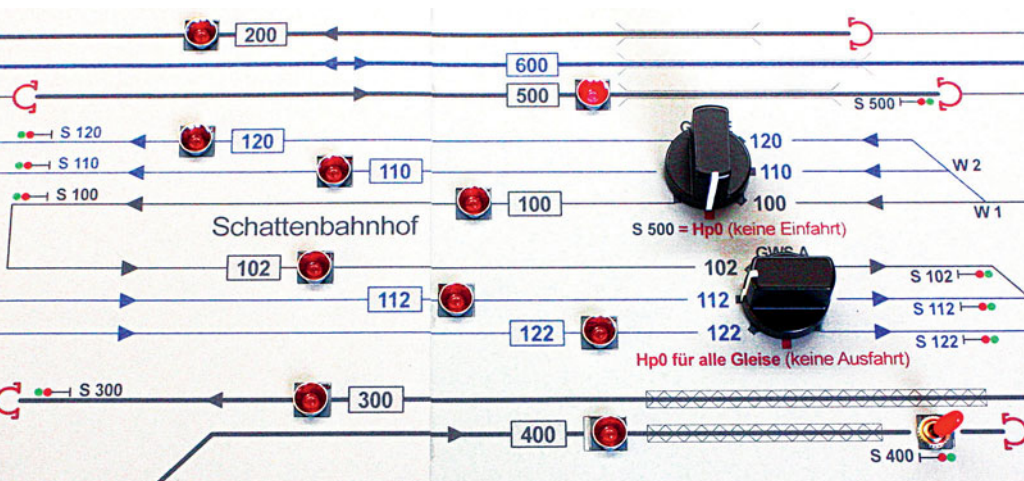 200
600
500
S 500
S 120
120
120
S 110
110
110
W 2
S 100
100
100
W 1
Schattenbahnhof
S 500 = Hp0 (keine Einfahrt)
GWS A
102
102
S 102
112
112
S 112
122
122
S 122
Hp0 für alle Gleise (keine Ausfahrt)
S 300
300
400
S 400